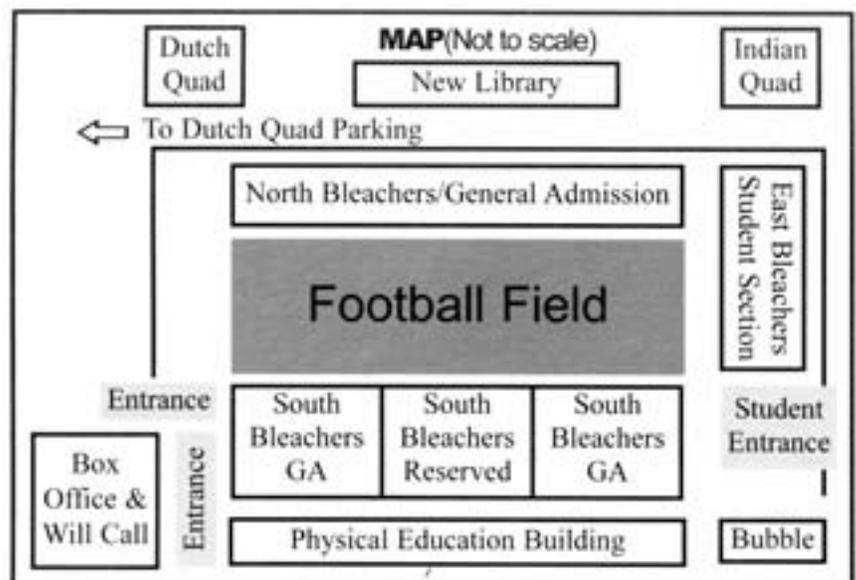 Dutch
Quad
MAP(Not to scale)
New Library
Indian
Quad
To Dutch Quad Parking
North Bleachers/General Admission
East Bleachers
Student Section
Football Field
Entrance
South
Bleachers
GA
South
Bleachers
Reserved
South
Bleachers
GA
Student
Entrance
Box
Office &
Will Call
Entrance
Physical Education Building
Bubble